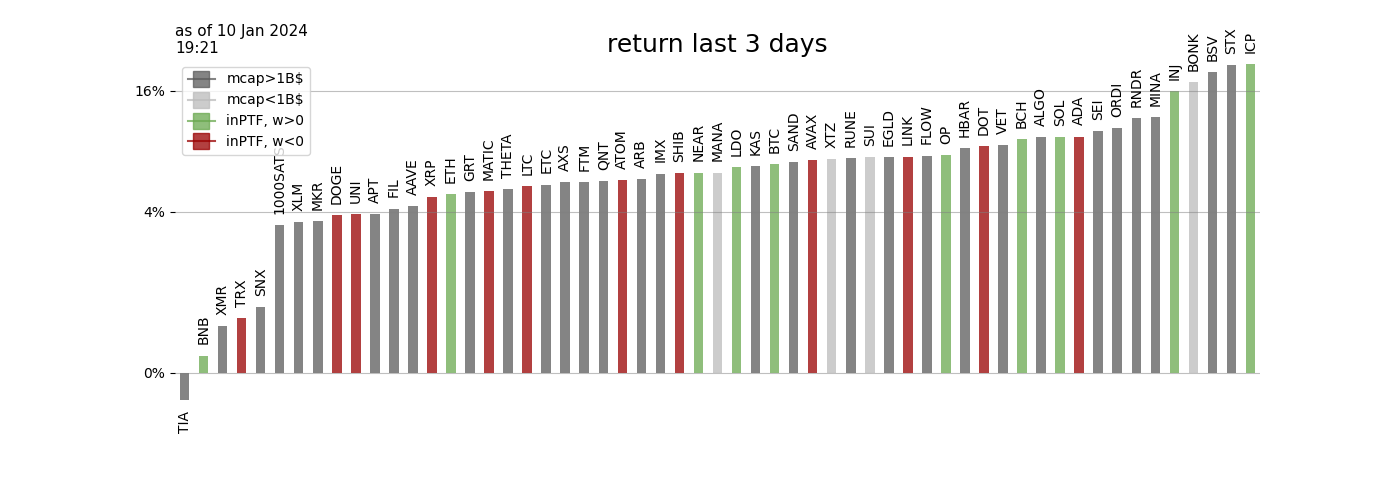 as of 10 Jan 2024
19:21
return last 3 days
mcap>1B$
mcap<1B$
inPTF, w>0
inPTF, w<0
16%
4%
0%
TIA
BNB
XMR
TRX
SNX
1000SATS
XLM
MKR
DOGE
UNI
APT
FIL
AAVE
XRP
ETH
GRT
MATIC
THETA
LTC
ETC
AXS
FTM
QNT
ATOM
ARB
IMX
SHIB
NEAR
MANA
LDO
KAS
BTC
SAND
AVAX
XTZ
RUNE
SUI
EGLD
LINK
FLOW
OP
HBAR
DOT
VET
BCH
ALGO
SOL
ADA
SEI
ORDI
RNDR
MINA
INJ
BONK
BSV
STX
ICP